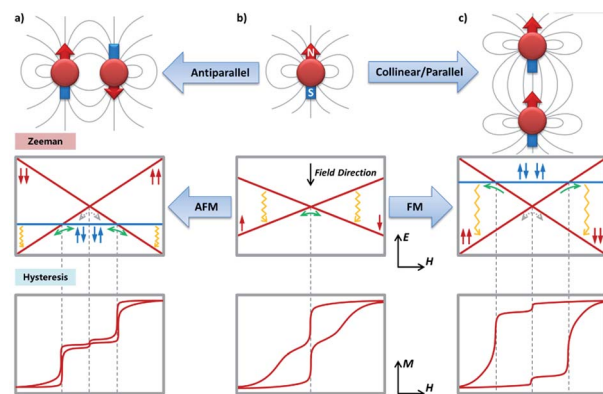 a)
b)
c)
N
S
Antiparallel
Collinear/Parallel
Zeeman
Field Direction
AFM
FM
E
H
Hysteresis
M
H